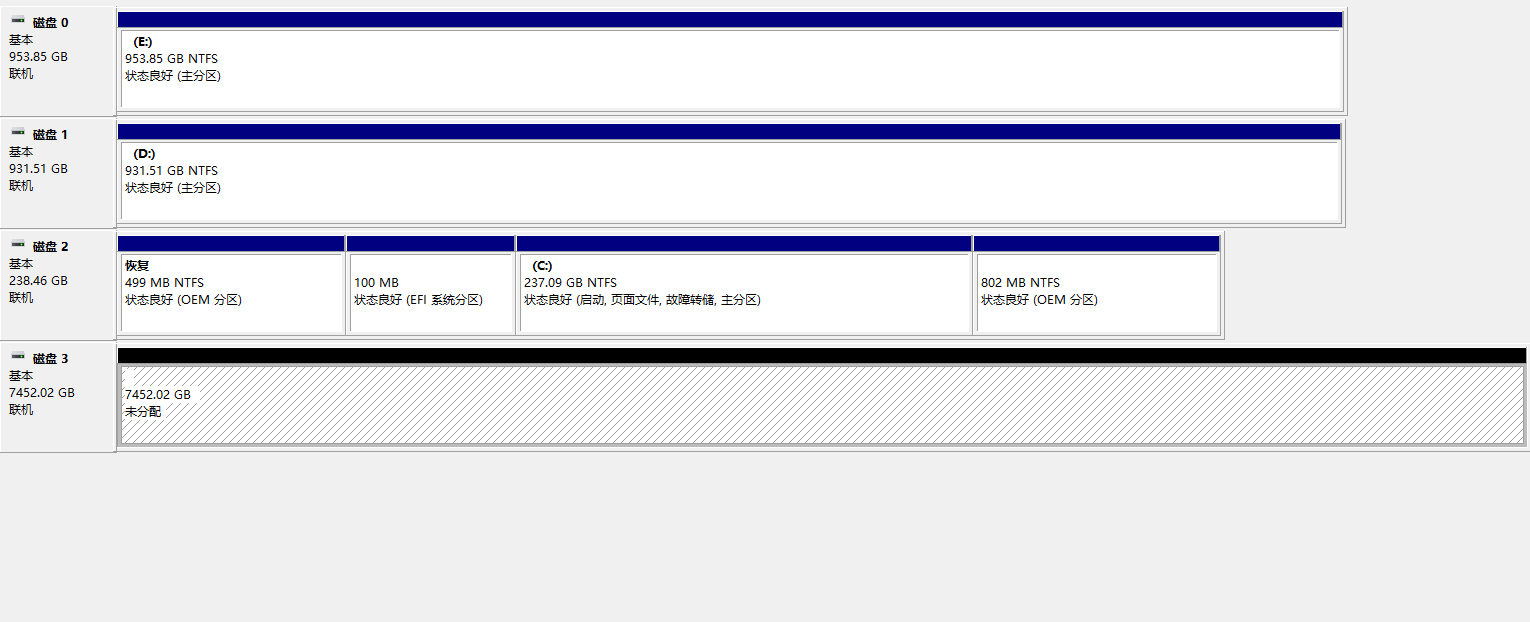 磁盘 0
基本
953.85 GB
联机
(E:)
953.85 GB NTFS
状态良好 (主分区)
磁盘 1
基本
931.51 GB
联机
(D:)
931.51 GB NTFS
状态良好 (主分区)
磁盘 2
基本
238.46 GB
联机
恢复
499 MB NTFS
状态良好 (OEM 分区)
100 MB
状态良好 (EFI 系统分区)
(C:)
237.09 GB NTFS
状态良好 (启动, 页面文件, 故障转储, 主分区)
802 MB NTFS
状态良好 (OEM 分区)
磁盘 3
基本
7452.02 GB
联机
7452.02 GB
未分配